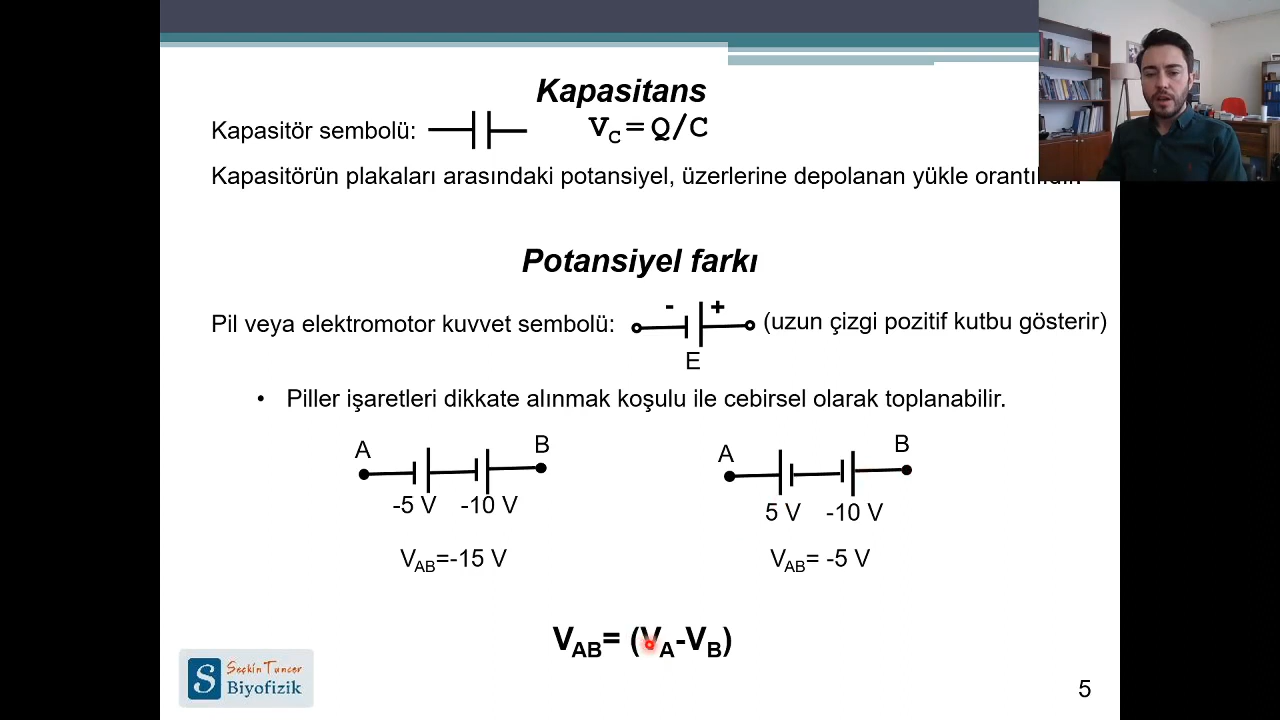 Kapasitans
Kapasitör sembolü:
V_C=Q/C
Kapasitörün plakaları arasındaki potansiyel, üzerlerine depolanan yükle
Potansiyel farkı
- +
Pil veya elektromotor kuvvet sembolü: (uzun çizgi pozitif kutbu gösterir)
E
• Piller işaretleri dikkate alınmak koşulu ile cebirsel olarak toplanabilir.
A B A B
-5 V -10 V 5 V -10 V
V_AB=-15 V V_AB= -5 V
V_AB= (V_A-V_B)
S Seçkin Tuncer
Biyofizik
5